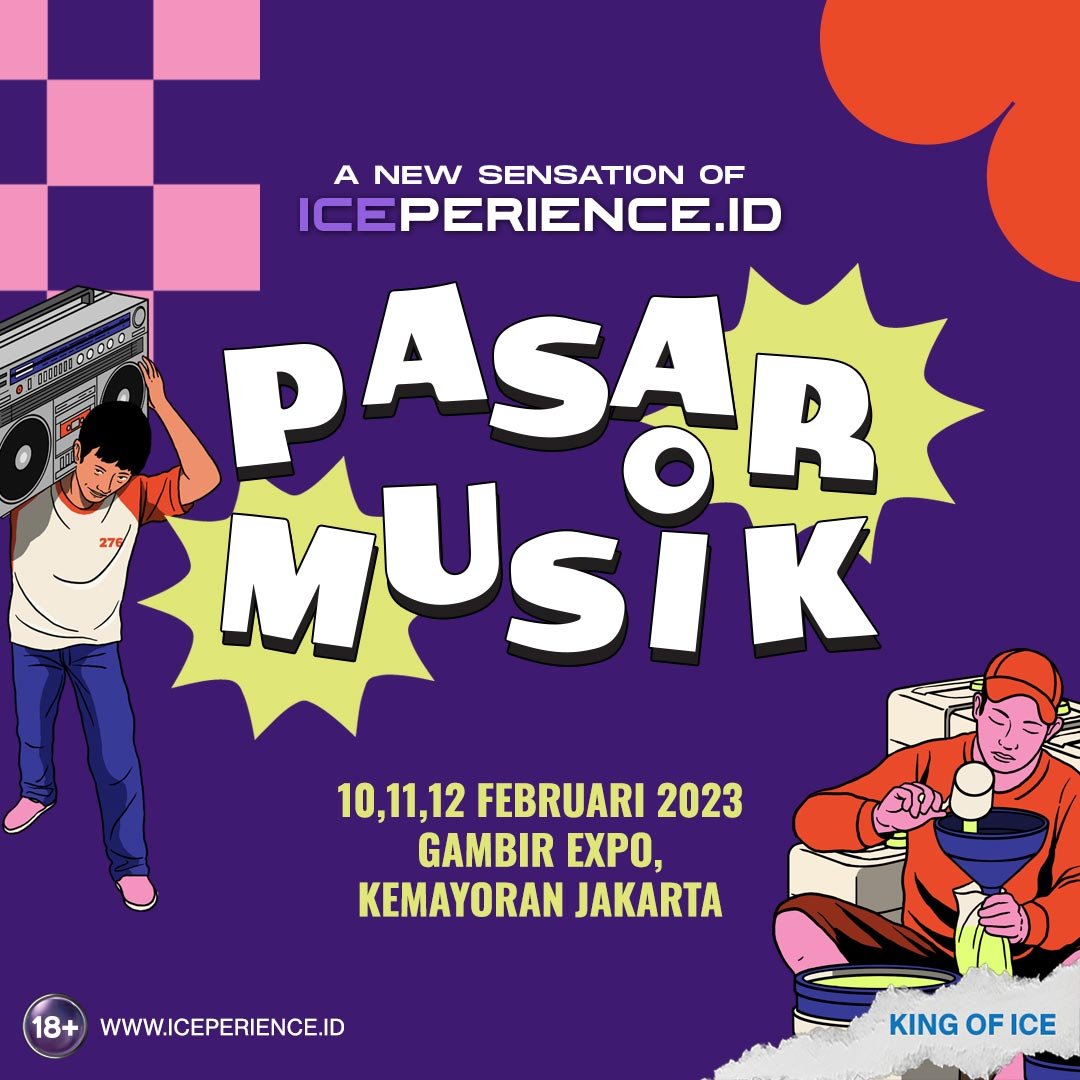 A NEW SENSATION OF
ICEPERIENCE.ID
PASAR
MUSIK
276
10,11,12 FEBRUARI 2023
GAMBIR EXPO,
KEMAYORAN JAKARTA
18+ WWW.ICEPERIENCE.ID
KING OF ICE